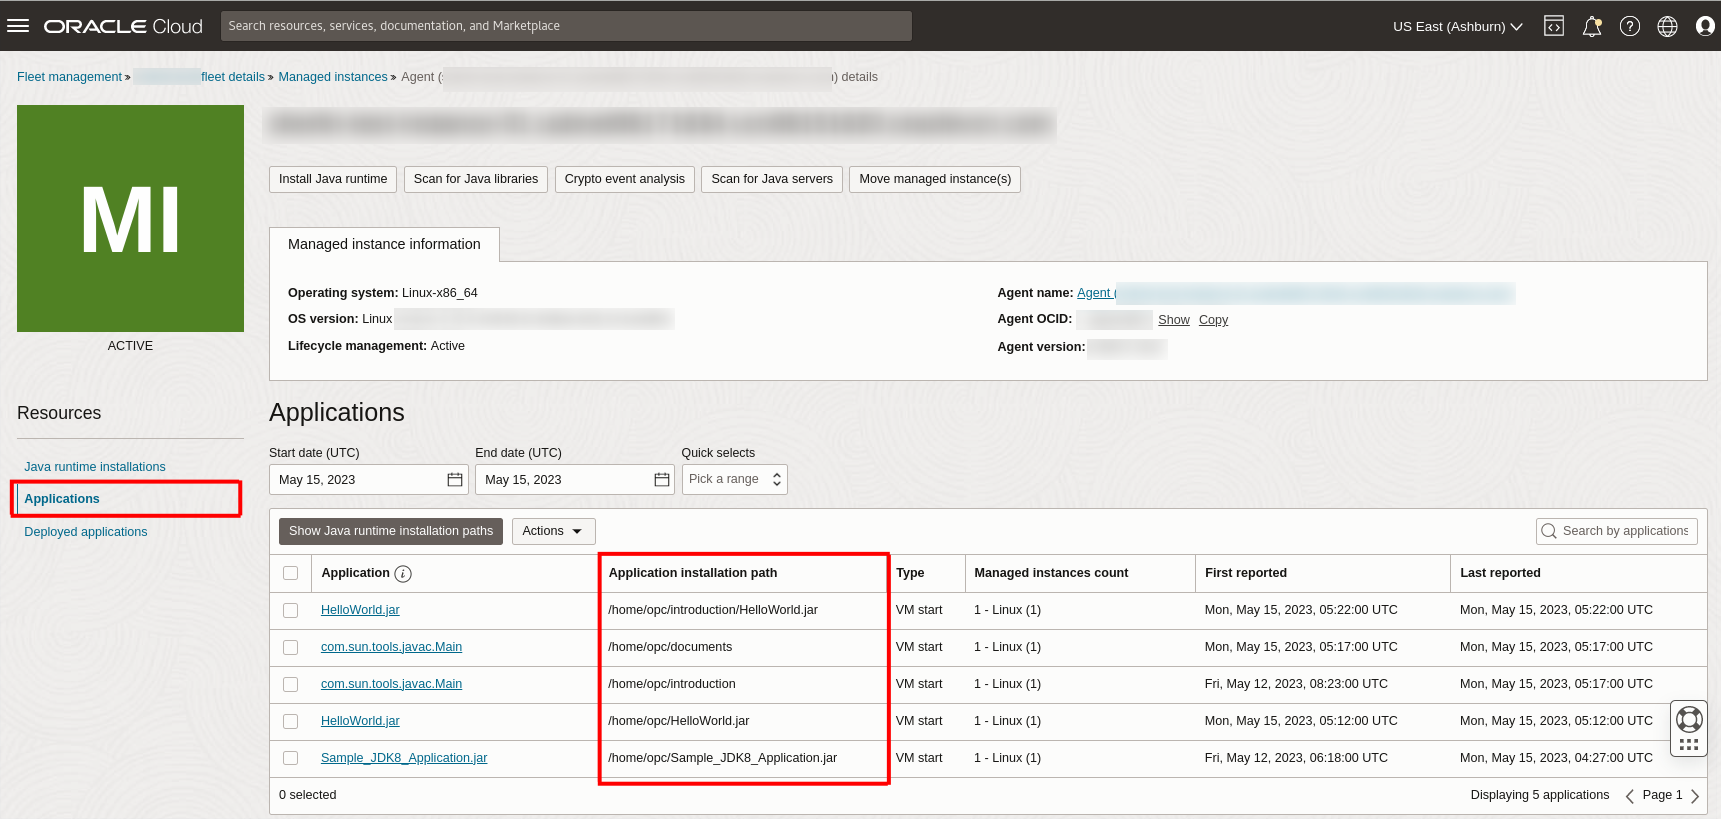 ORACLE Cloud
Search resources, services, documentation, and Marketplace
US East (Ashburn)
Fleet management » fleet details » Managed instances » Agent ( ) details
MI
ACTIVE
Install Java runtime
Scan for Java libraries
Crypto event analysis
Scan for Java servers
Move managed instance(s)
Managed instance information
Operating system: Linux-x86_64
OS version: Linux
Lifecycle management: Active
Agent name: Agent (
Agent OCID: Show Copy
Agent version:
Resources
Java runtime installations
Applications
Deployed applications
Applications
Start date (UTC) End date (UTC) Quick selects
May 15, 2023 May 15, 2023 Pick a range
Show Java runtime installation paths Actions Search by applications
Application i Application installation path Type Managed instances count First reported Last reported
HelloWorld.jar /home/opc/introduction/HelloWorld.jar VM start 1 - Linux (1) Mon, May 15, 2023, 05:22:00 UTC Mon, May 15, 2023, 05:22:00 UTC
com.sun.tools.javac.Main /home/opc/documents VM start 1 - Linux (1) Mon, May 15, 2023, 05:17:00 UTC Mon, May 15, 2023, 05:17:00 UTC
com.sun.tools.javac.Main /home/opc/introduction VM start 1 - Linux (1) Fri, May 12, 2023, 08:23:00 UTC Mon, May 15, 2023, 05:17:00 UTC
HelloWorld.jar /home/opc/HelloWorld.jar VM start 1 - Linux (1) Mon, May 15, 2023, 05:12:00 UTC Mon, May 15, 2023, 05:12:00 UTC
Sample_JDK8_Application.jar /home/opc/Sample_JDK8_Application.jar VM start 1 - Linux (1) Fri, May 12, 2023, 06:18:00 UTC Mon, May 15, 2023, 04:27:00 UTC
0 selected Displaying 5 applications Page 1